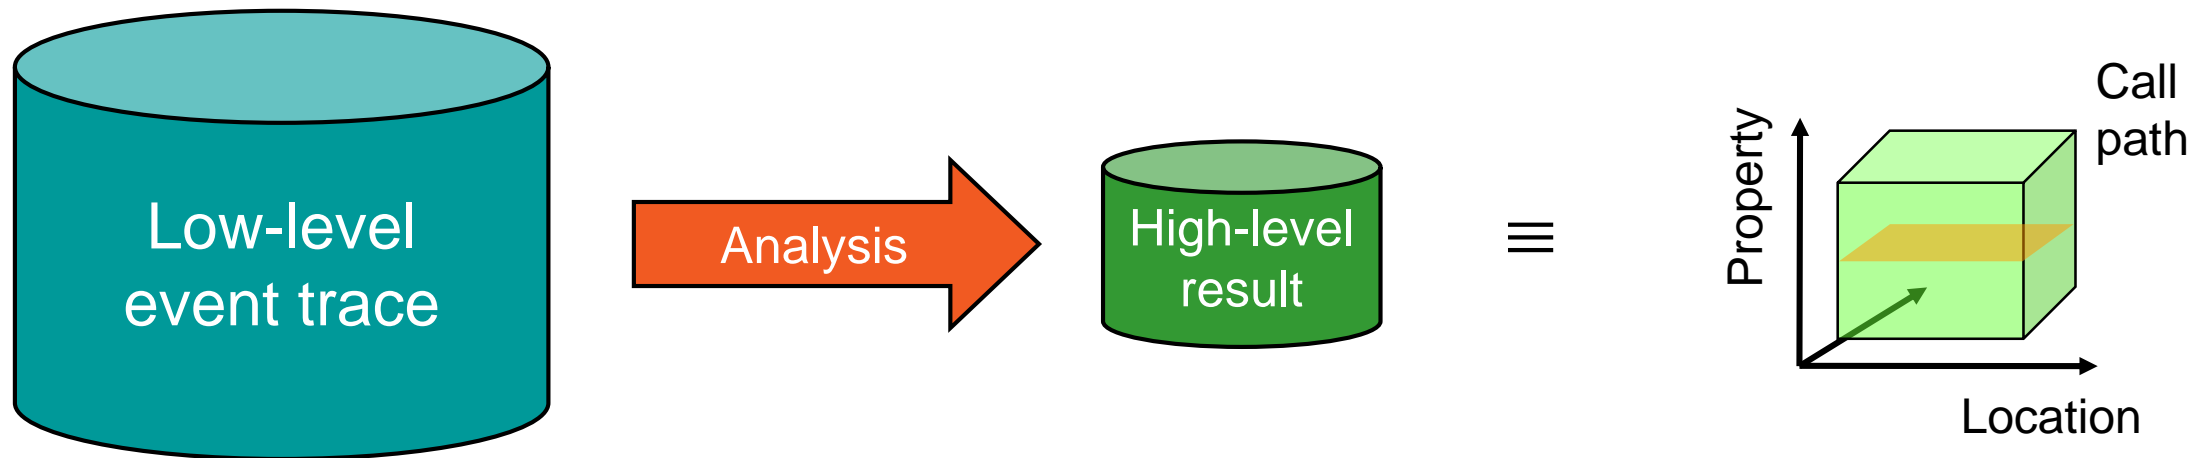 Low-level
event trace
Analysis
High-level
result
≡
Property
Call
path
Location